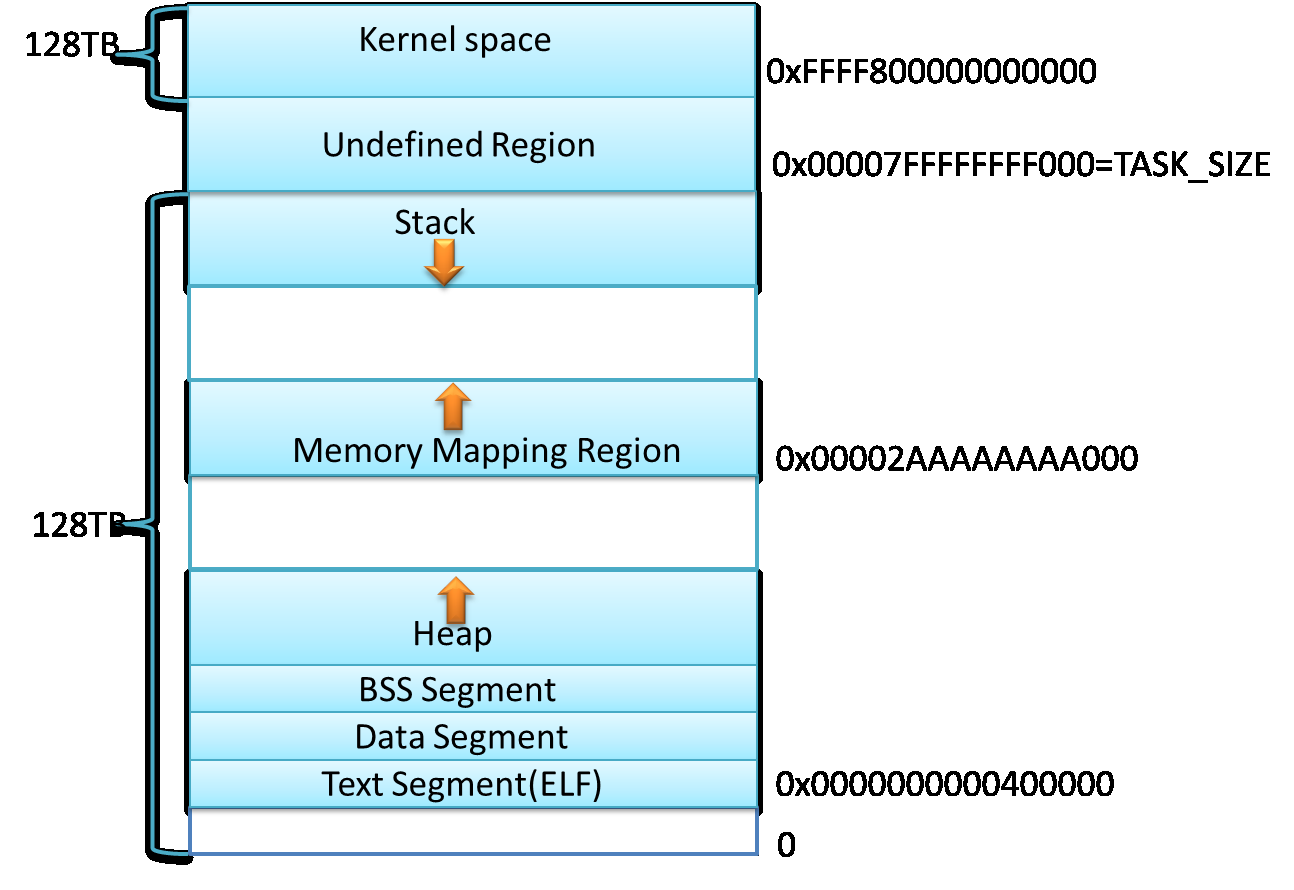 128TB
Kernel space
0xFFFF800000000000
Undefined Region
0x00007FFFFFFFF000=TASK_SIZE
Stack
Memory Mapping Region
0x00002AAAAAAAA000
128TB
Heap
BSS Segment
Data Segment
Text Segment(ELF)
0x0000000000400000
0